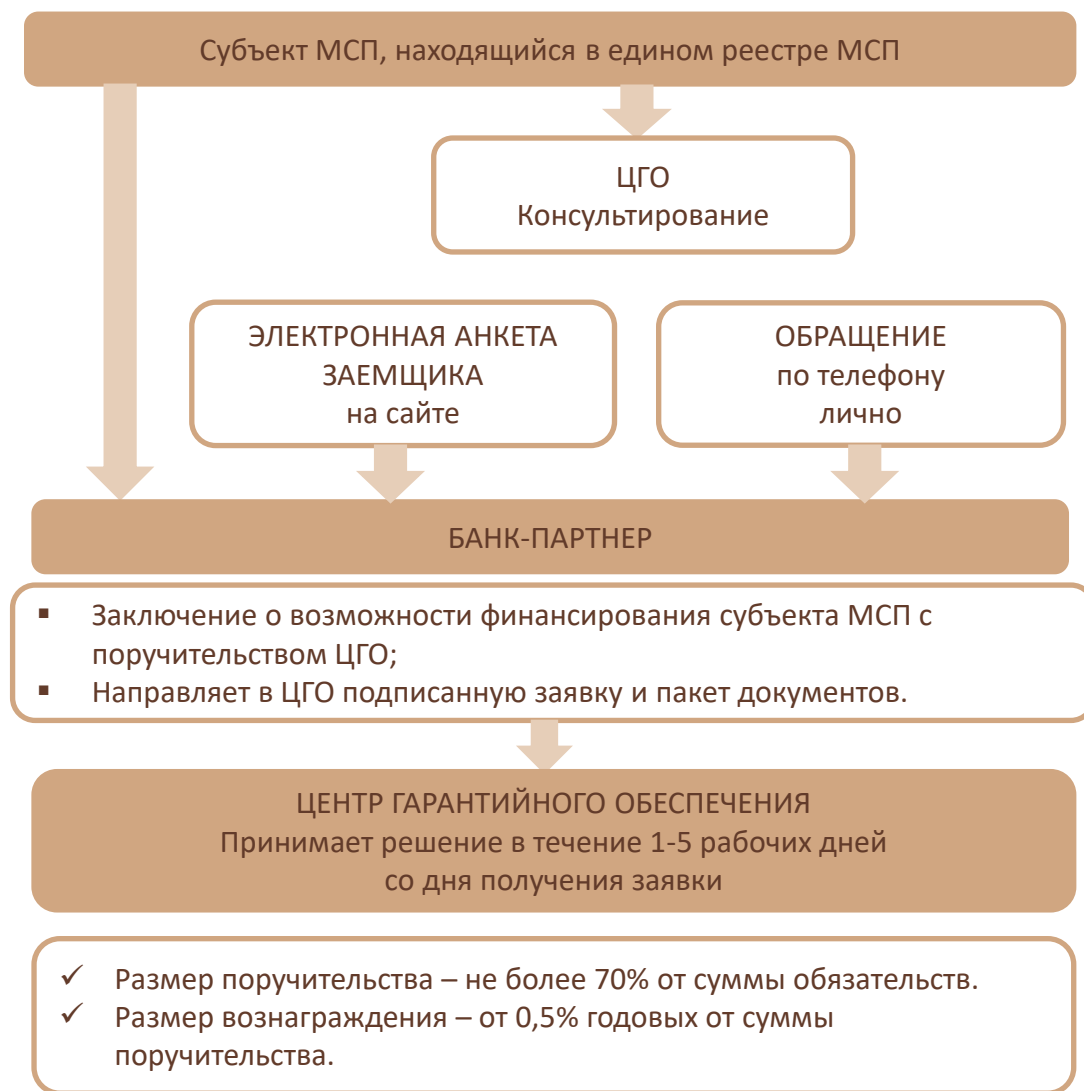 Субъект МСП, находящийся в едином реестре МСП
ЦГО
Консультирование
ЭЛЕКТРОННАЯ АНКЕТА
ЗАЕМЩИКА
на сайте
ОБРАЩЕНИЕ
по телефону
лично
БАНК-ПАРТНЕР
▪ Заключение о возможности финансирования субъекта МСП с
поручительством ЦГО;
▪ Направляет в ЦГО подписанную заявку и пакет документов.
ЦЕНТР ГАРАНТИЙНОГО ОБЕСПЕЧЕНИЯ
Принимает решение в течение 1-5 рабочих дней
со дня получения заявки
✓ Размер поручительства – не более 70% от суммы обязательств.
✓ Размер вознаграждения – от 0,5% годовых от суммы
поручительства.